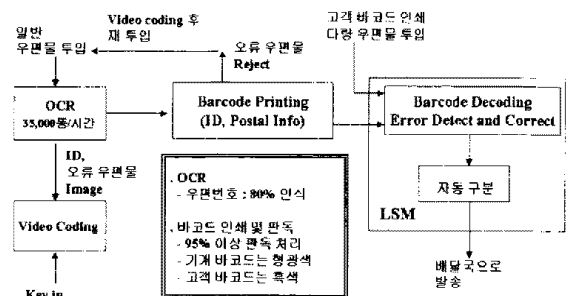 Video coding 후
재 투입
일반
우편물 투입
오류 우편물
Reject
고객 바코드 인쇄
다량 우편물 투입
OCR
35,000통/시간
Barcode Printing
(ID, Postal Info)
Barcode Decoding
Error Detect and Correct
ID,
오류 우편물
Image
Video Coding
Key in
. OCR
- 우편번호 : 80% 인식
. 바코드 인쇄 및 판독
- 95% 이상 판독 처리
- 기계 바코드는 형광색
- 고객 바코드는 흑색
자동 구분
LSM
배달국으로
발송